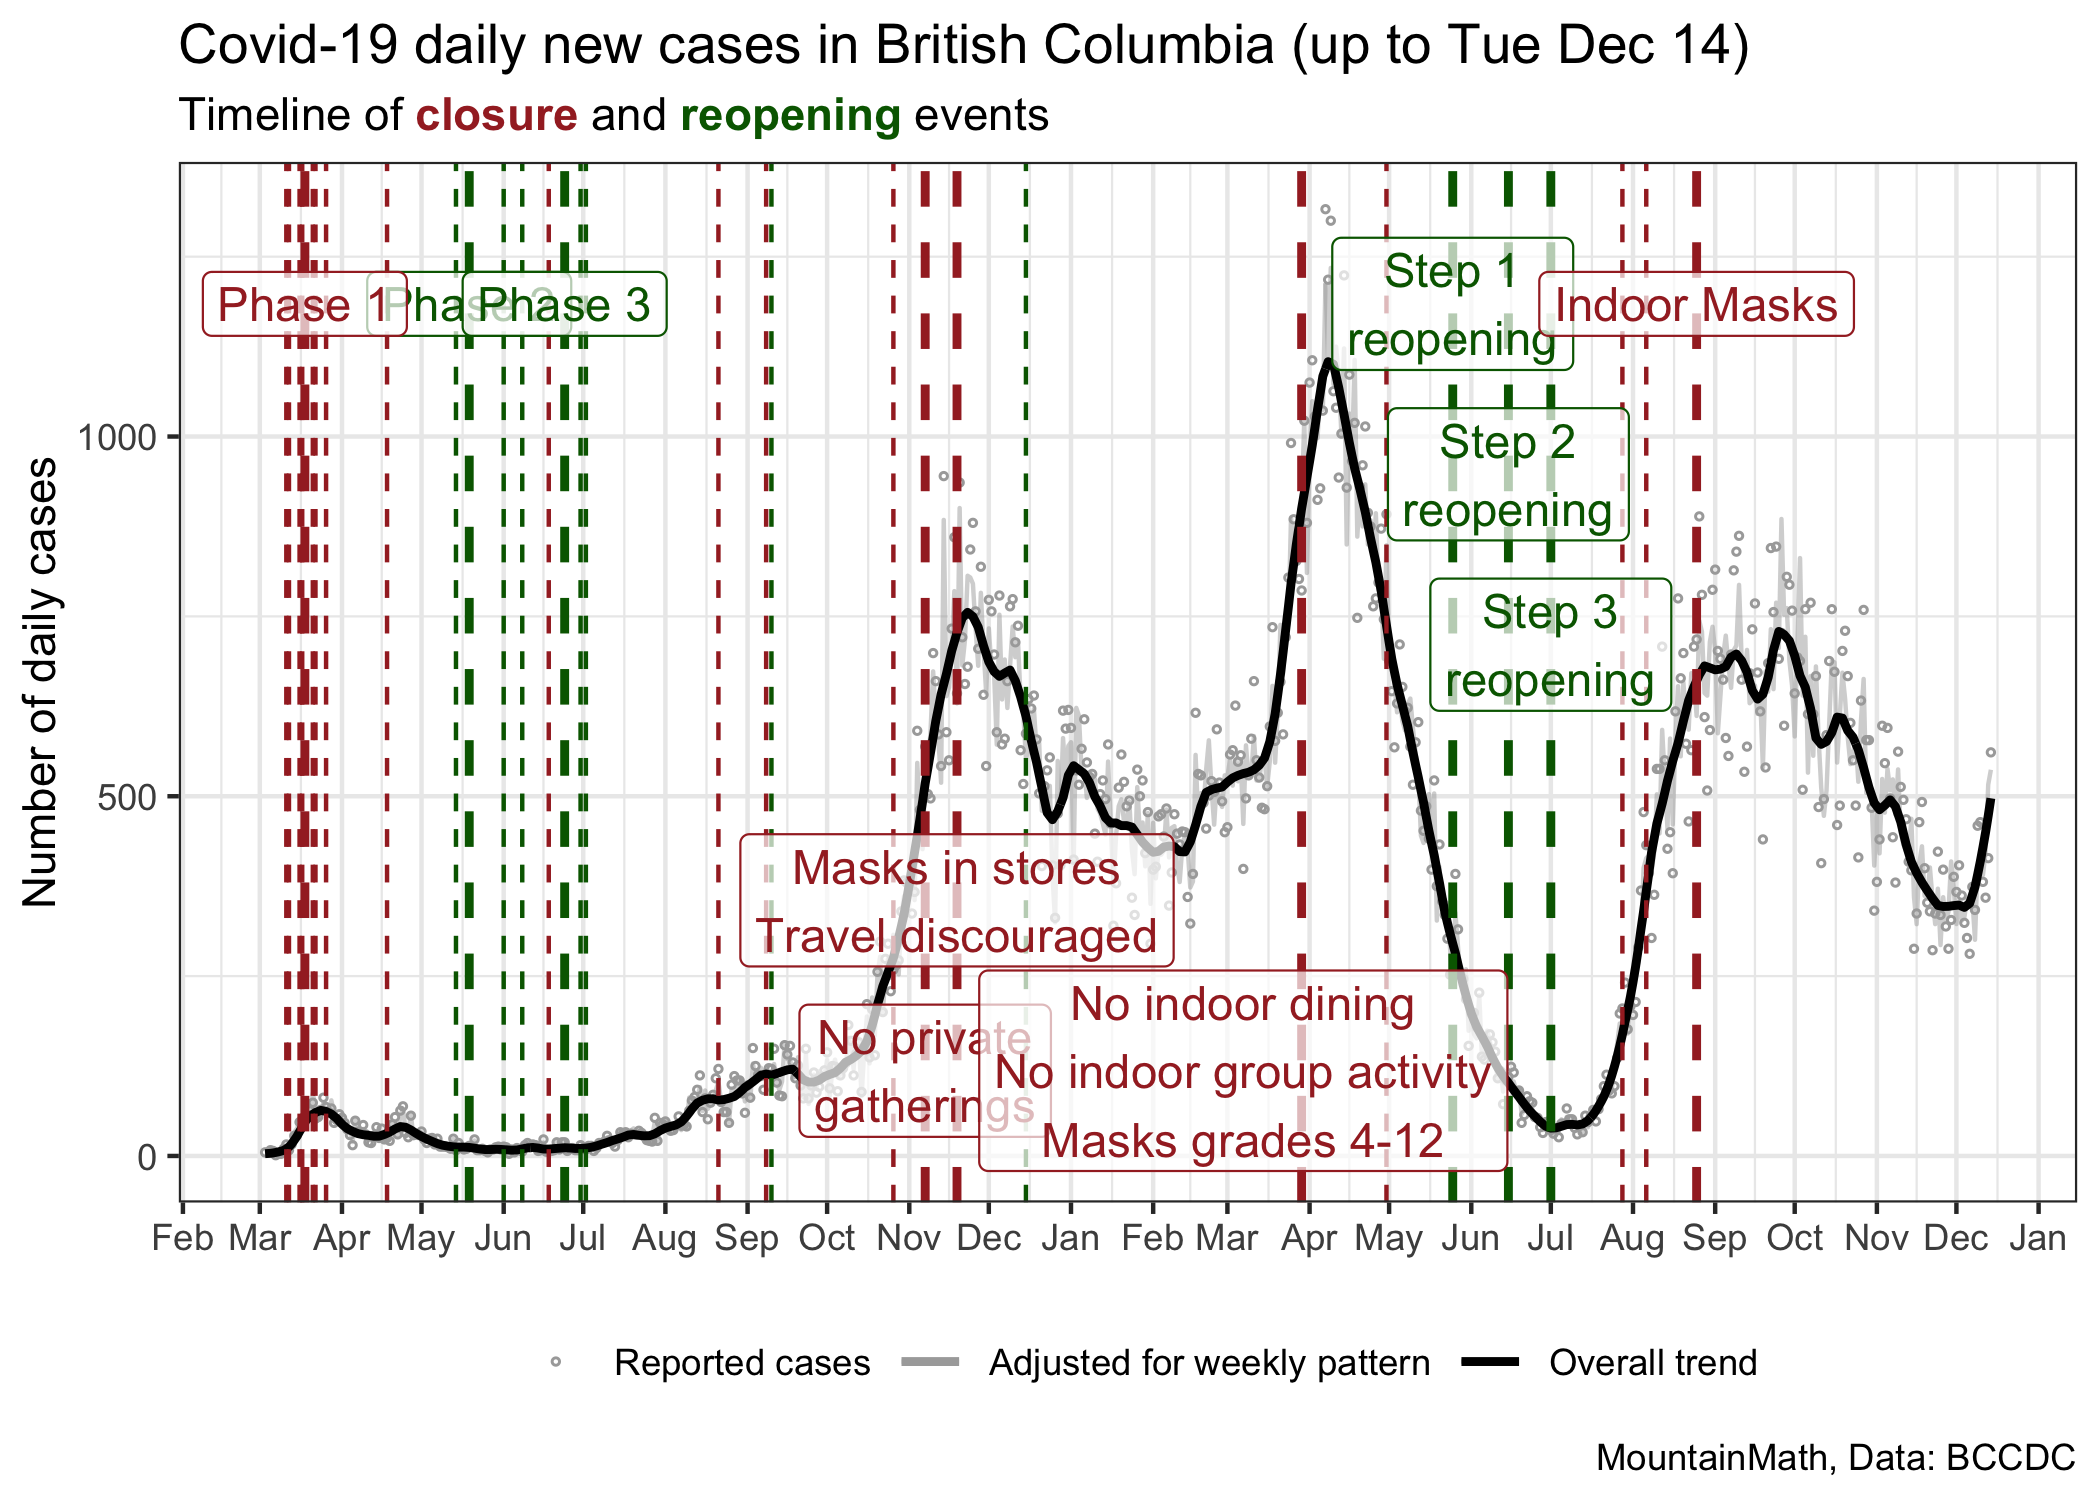 Covid-19 daily new cases in British Columbia (up to Tue Dec 14)
Timeline of closure and reopening events
Number of daily cases
1000
500
0
Phase 1
Phase 2
Phase 3
Step 1
reopening
Indoor Masks
Step 2
reopening
Step 3
reopening
Masks in stores
Travel discouraged
No private
gatherings
No indoor dining
No indoor group activity
Masks grades 4-12
Feb Mar Apr May Jun Jul Aug Sep Oct Nov Dec Jan Feb Mar Apr May Jun Jul Aug Sep Oct Nov Dec Jan
Reported cases Adjusted for weekly pattern Overall trend
MountainMath, Data: BCCDC